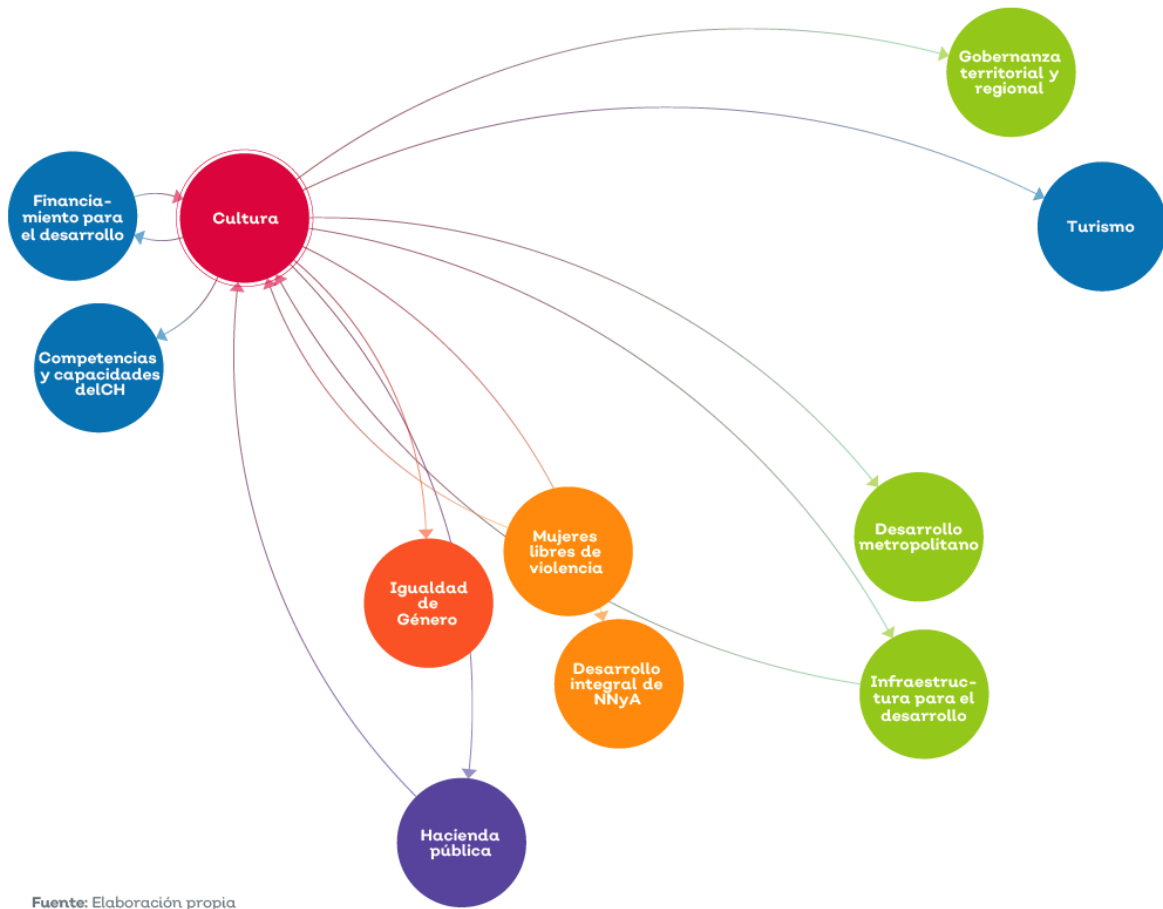 Gobernanza
territorial y
regional
Financia-
miento para
el desarrollo
Cultura
Turismo
Competencias
y capacidades
delCH
Mujeres
libres de
violencia
Desarrollo
metropolitano
Igualdad
de
Género
Desarrollo
integral de
NNyA
Infraestruc-
tura para el
desarrollo
Hacienda
pública
Fuente: Elaboración propia